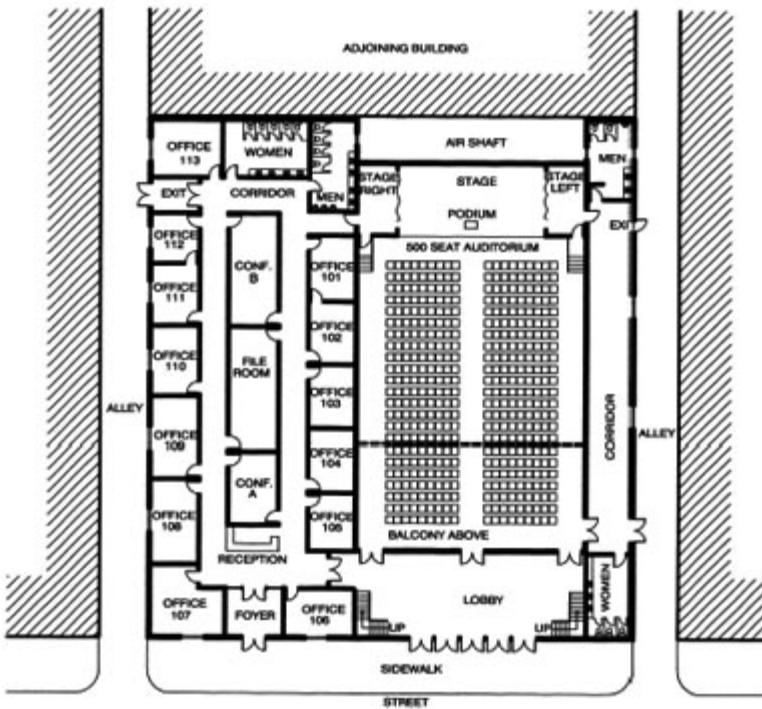 ADJOINING BUILDING
OFFICE
113
WOMEN
AIR SHAFT
MEN
EXIT
CORRIDOR
MEN
STAGE
RIGHT
STAGE
STAGE
LEFT
PODIUM
EXIT
OFFICE
112
CONF.
B
OFFICE
101
500 SEAT AUDITORIUM
OFFICE
111
OFFICE
102
OFFICE
110
FILE
ROOM
OFFICE
103
ALLEY
OFFICE
109
CONF.
A
OFFICE
104
CORRIDOR
ALLEY
OFFICE
108
OFFICE
105
BALCONY ABOVE
RECEPTION
OFFICE
107
FOYER
OFFICE
106
UP
LOBBY
UP
WOMEN
SIDEWALK
STREET